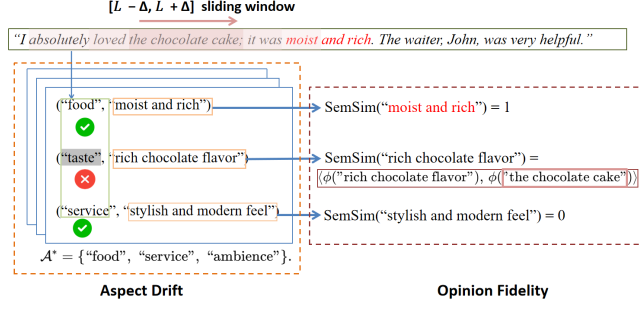 [L − Δ, L + Δ] sliding window
“I absolutely loved the chocolate cake; it was moist and rich. The waiter, John, was very helpful.”
(“food”, “moist and rich”)
SemSim(“moist and rich”) = 1
(“taste”, “rich chocolate flavor”)
SemSim(“rich chocolate flavor”) =
⟨ϕ("rich chocolate flavor"), ϕ("the chocolate cake")⟩
(“service”, “stylish and modern feel”)
SemSim(“stylish and modern feel”) = 0
𝒜* = {“food”, “service”, “ambience”}.
Aspect Drift
Opinion Fidelity